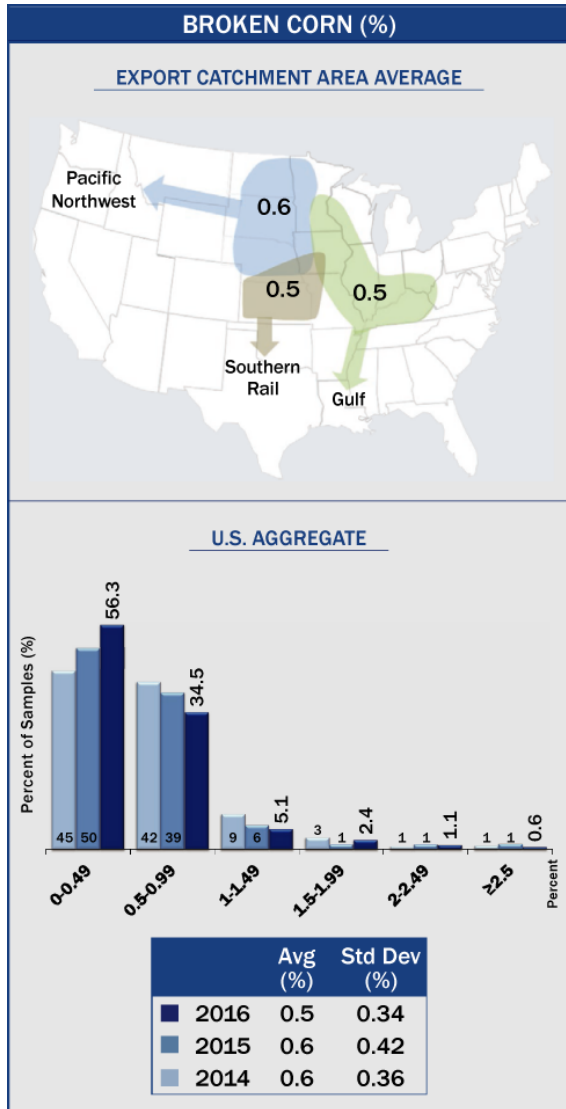 BROKEN CORN (%)
EXPORT CATCHMENT AREA AVERAGE
Pacific
Northwest
0.6
0.5
0.5
Southern
Rail
Gulf
U.S. AGGREGATE
Percent of Samples (%)
45 50 56.3
42 39 34.5
9 6 5.1
3 1 2.4
1 1 1.1
1 1 0.6
0-0.49 0.5-0.99 1-1.49 1.5-1.99 2-2.49 ≥2.5 Percent
Avg Std Dev
(%) (%)
2016 0.5 0.34
2015 0.6 0.42
2014 0.6 0.36